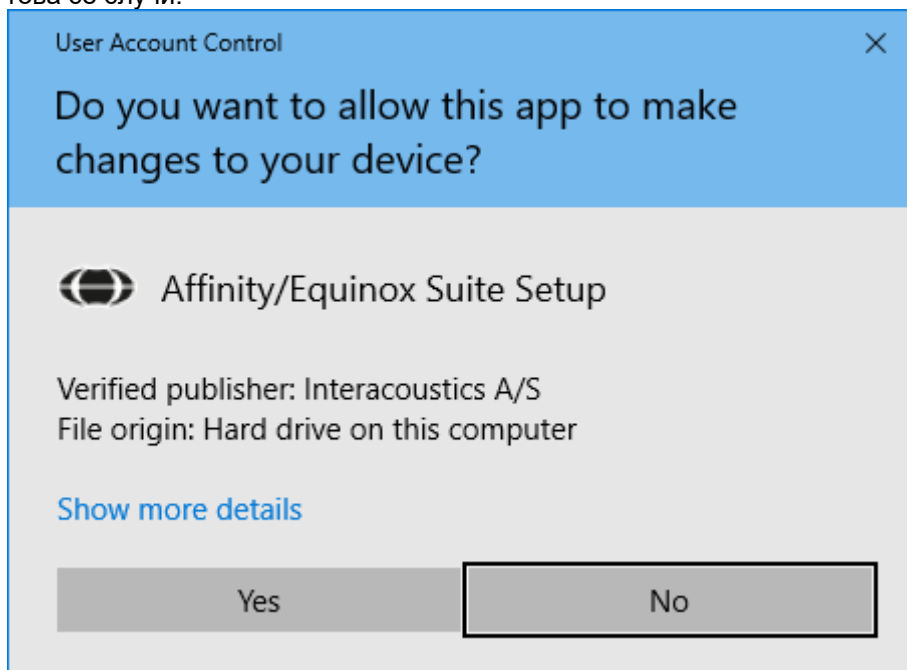 User Account Control
Do you want to allow this app to make
changes to your device?
Affinity/Equinox Suite Setup
Verified publisher: Interacoustics A/S
File origin: Hard drive on this computer
Show more details
Yes
No